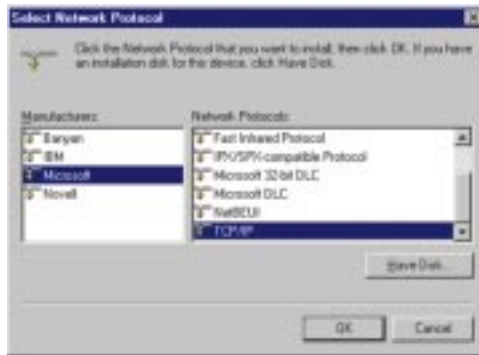 Select Network Protocol
Click the Network Protocol that you want to install, then click OK. If you have
an installation disk for this device, click Have Disk.
Manufacturers:
Banyan
IBM
Microsoft
Novell
Network Protocols:
Fast Infrared Protocol
IPX/SPX-compatible Protocol
Microsoft 32-bit DLC
Microsoft DLC
NetBEUI
TCP/IP
Have Disk...
OK
Cancel